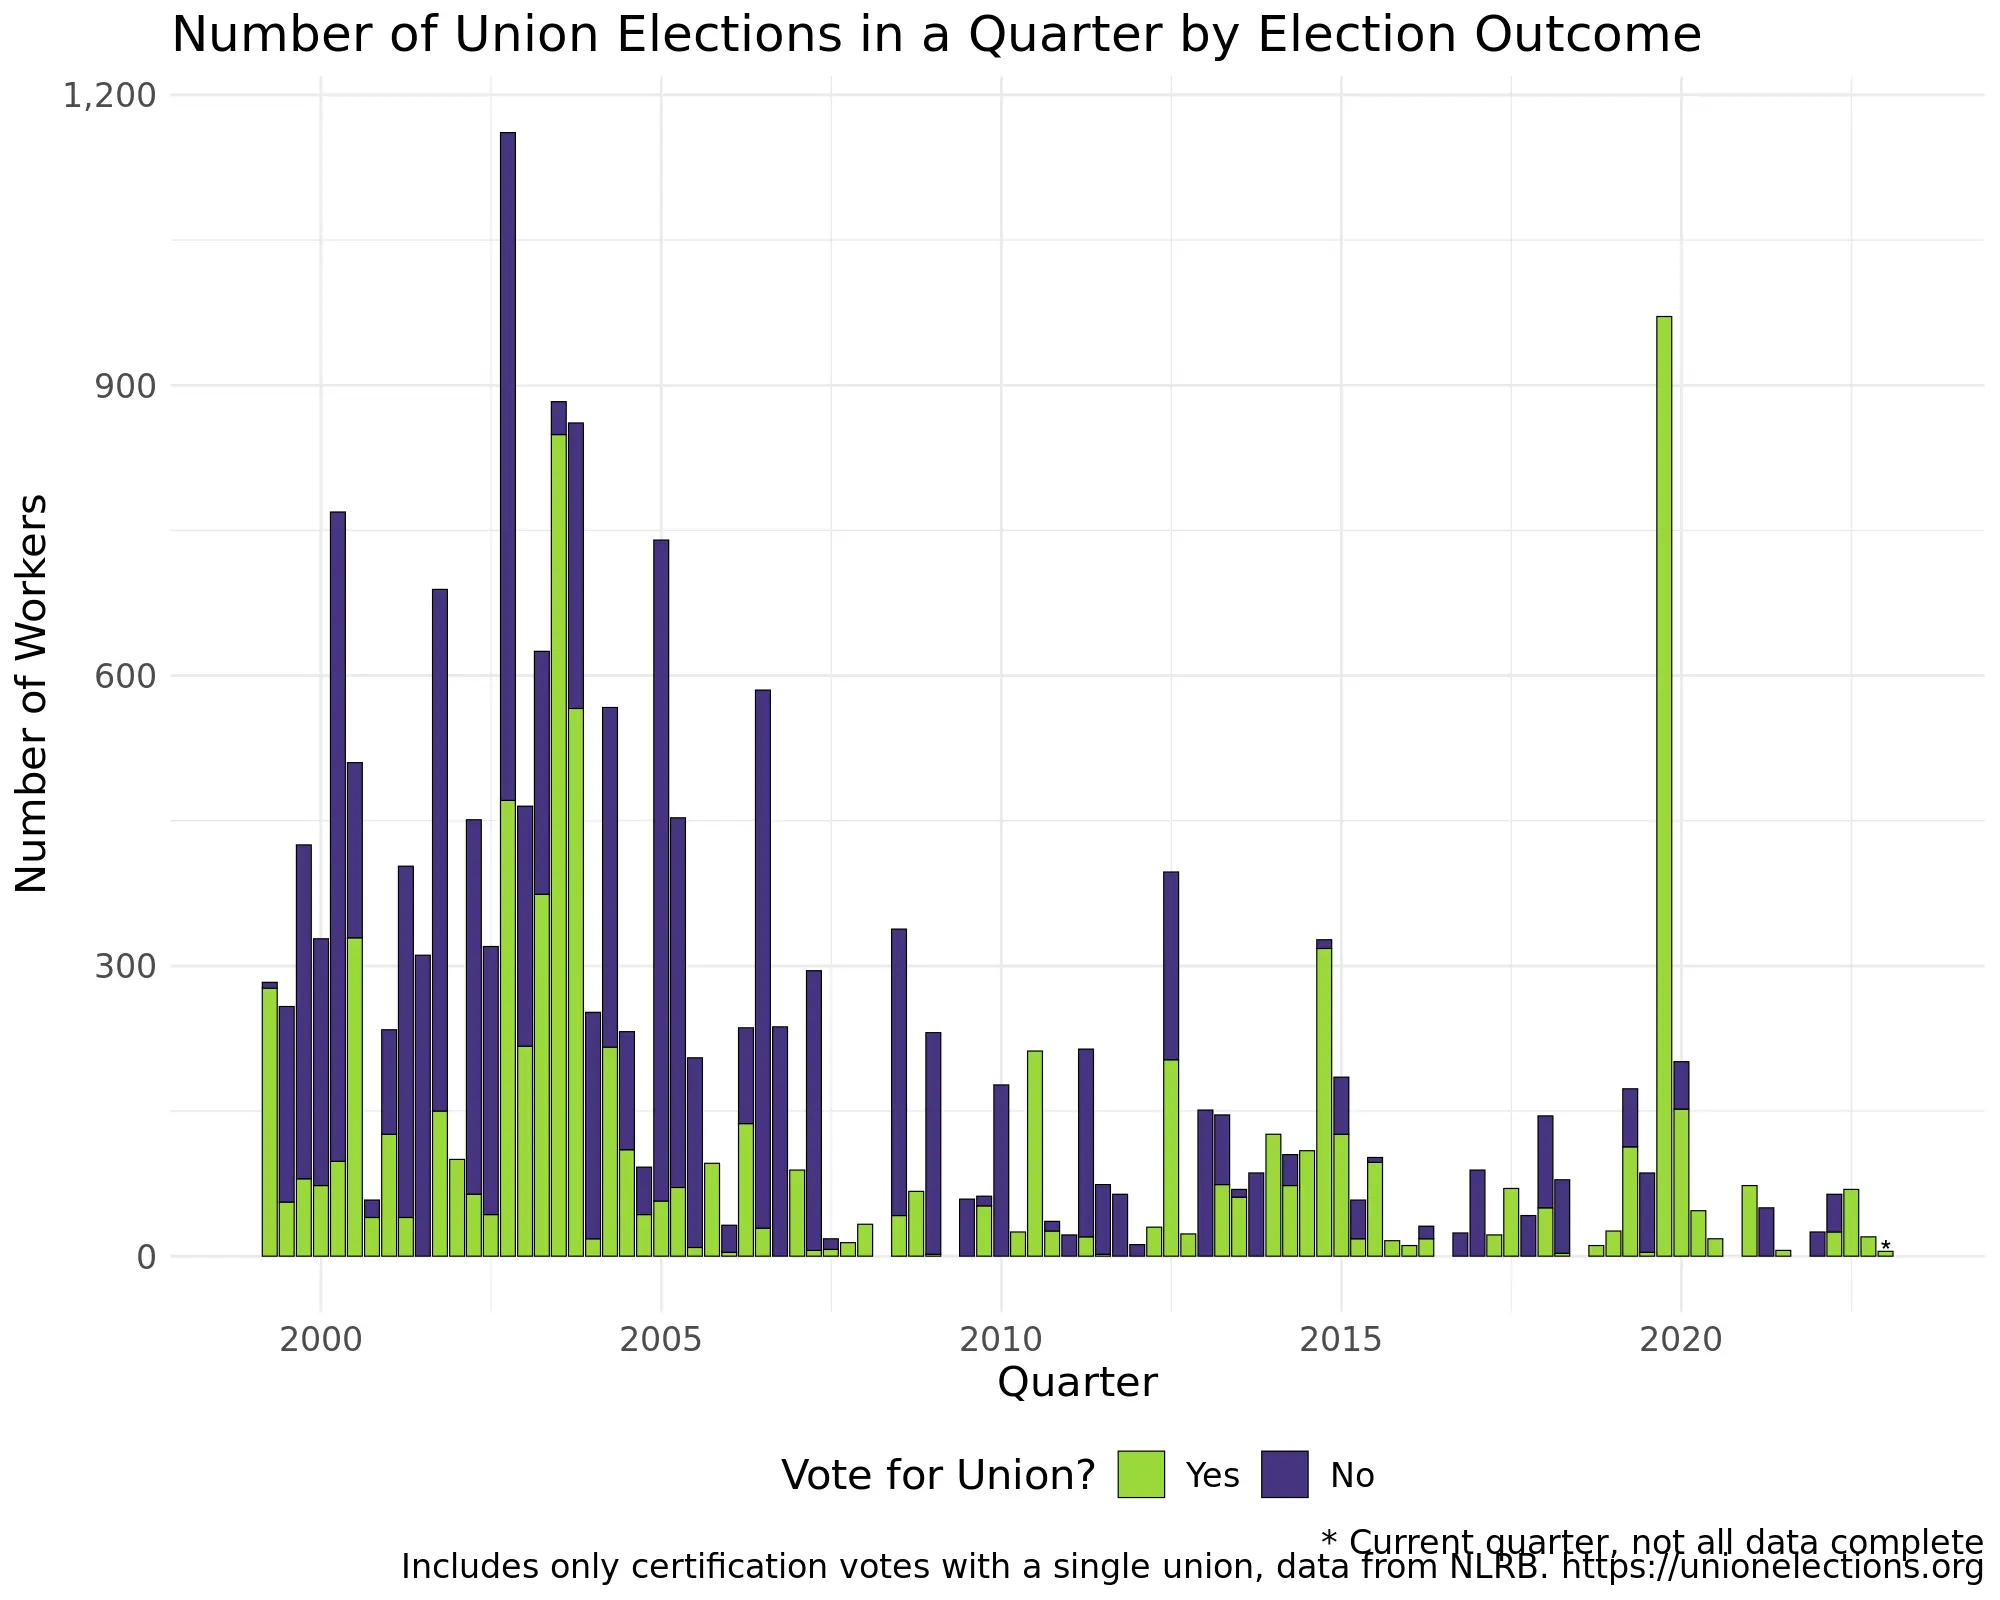 Number of Union Elections in a Quarter by Election Outcome
1,200
900
600
300
0
Number of Workers
*
2000 2005 2010 2015 2020
Quarter
Vote for Union? Yes No
* Current quarter, not all data complete
Includes only certification votes with a single union, data from NLRB. https://unionelections.org